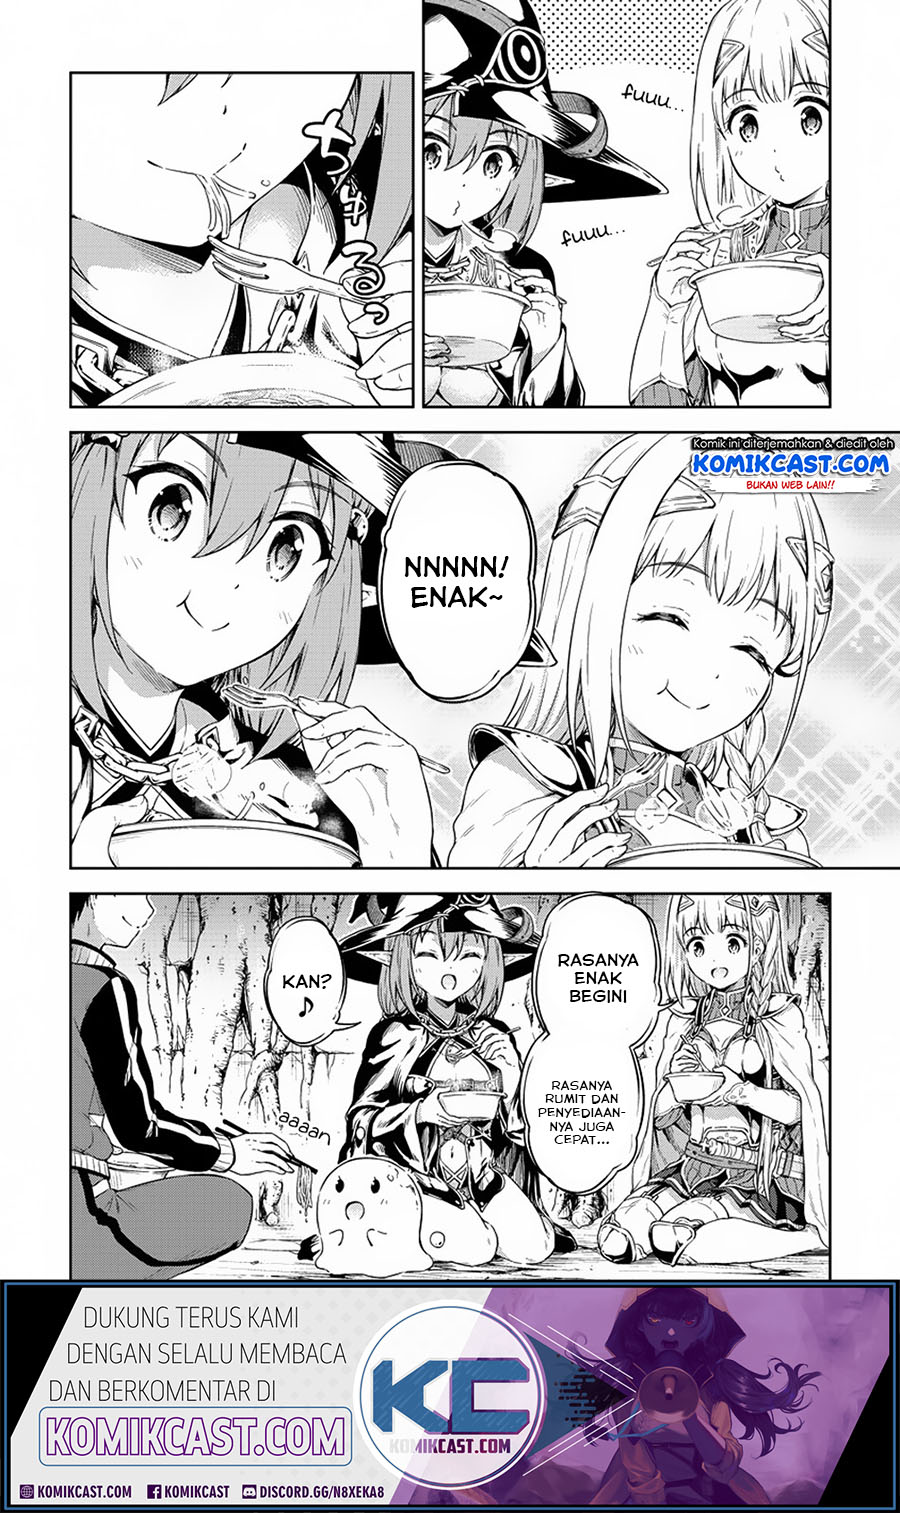 fuuu...
fuuu...
ちゅるっ
Komik ini diterjemahkan & diedit oleh
KOMIKCAST.COM
BUKAN WEB LAIN!!
NNNNN!
ENAK~
RASANYA
ENAK
BEGINI
KAN?
♪
RASANYA
RUMIT DAN
PENYEDIAAN-
NYA JUGA
CEPAT...
aaaan
DUKUNG TERUS KAMI
DENGAN SELALU MEMBACA
DAN BERKOMENTAR DI
KOMIKCAST.COM
KC
KOMIKCAST.COM
KOMIKCAST.COM
KOMIKCAST
DISCORD.GG/N8XEKA8